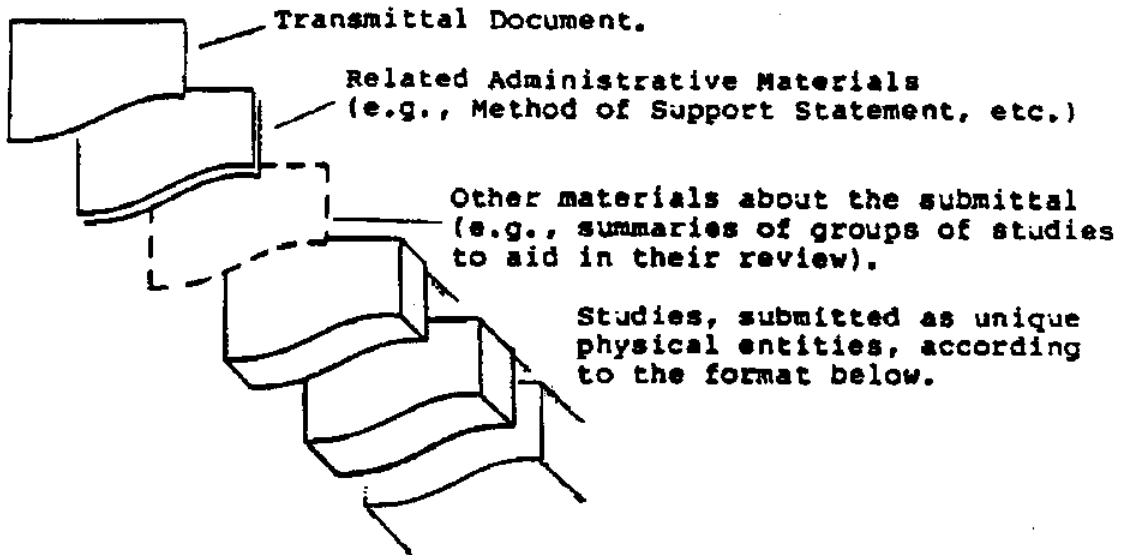 Transmittal Document.
Related Administrative Materials
(e.g., Method of Support Statement, etc.)
Other materials about the submittal
(e.g., summaries of groups of studies
to aid in their review).
Studies, submitted as unique
physical entities, according
to the format below.